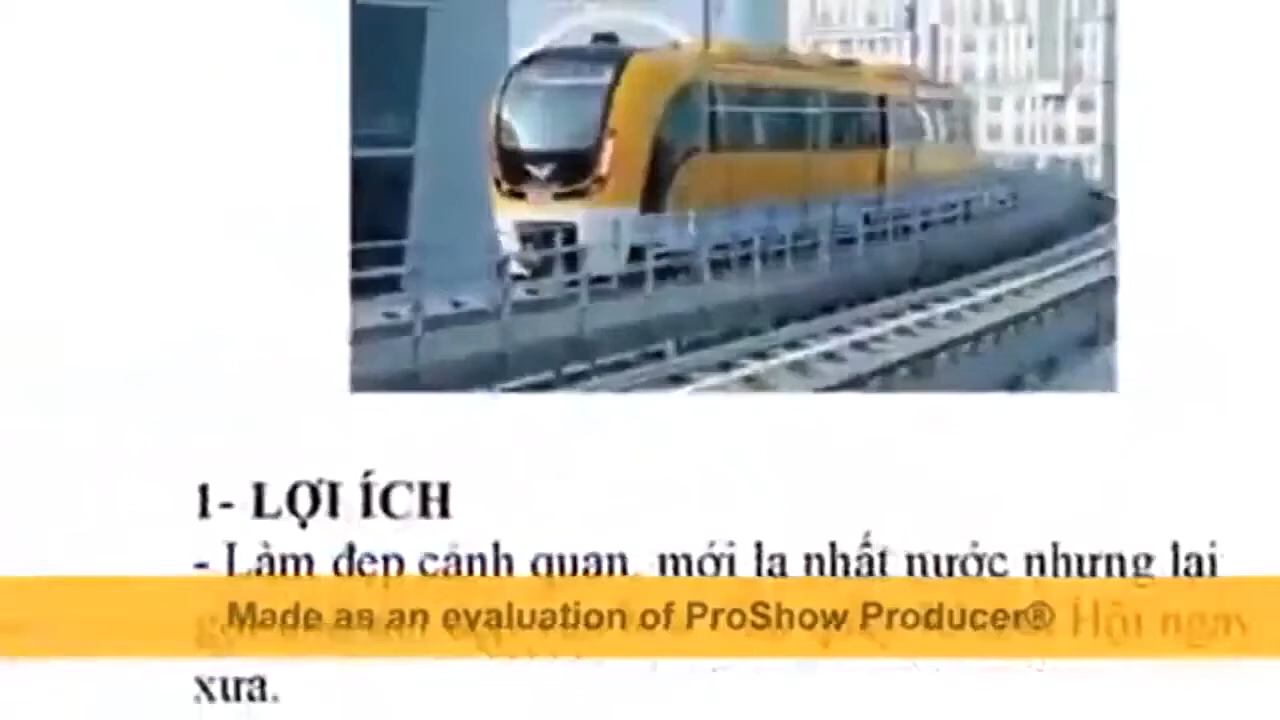 1- LỢI ÍCH
- Làm đẹp cảnh quan, mới lạ nhất nước nhưng lại
Made as an evaluation of ProShow Producer®
Hội ngay
xưa.